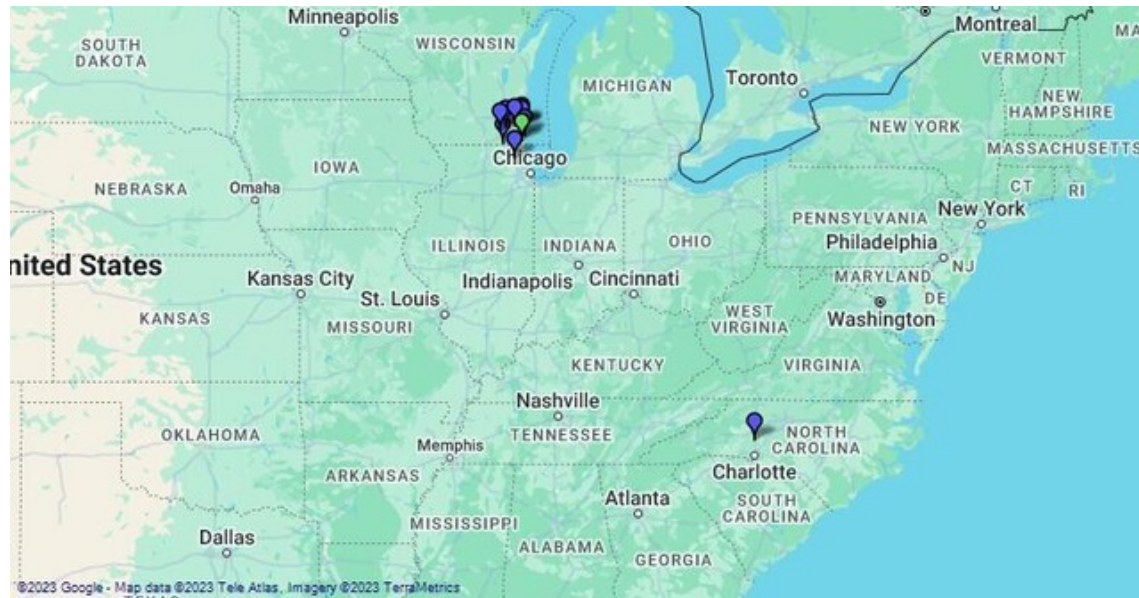 Minneapolis
Montreal
SOUTH
DAKOTA
WISCONSIN
VERMONT
MICHIGAN
Toronto
NEW
HAMPSHIRE
NEW YORK
MASSACHUSETTS
Chicago
IOWA
NEBRASKA
Omaha
CT
RI
PENNSYLVANIA
New York
ILLINOIS
INDIANA
OHIO
Philadelphia
nited States
Kansas City
Indianapolis
Cincinnati
MARYLAND
NJ
St. Louis
DE
KANSAS
MISSOURI
WEST
VIRGINIA
Washington
KENTUCKY
VIRGINIA
Nashville
OKLAHOMA
TENNESSEE
NORTH
CAROLINA
Memphis
ARKANSAS
Charlotte
Atlanta
SOUTH
CAROLINA
MISSISSIPPI
Dallas
ALABAMA
GEORGIA
©2023 Google - Map data ©2023 Tele Atlas, Imagery ©2023 TerraMetrics